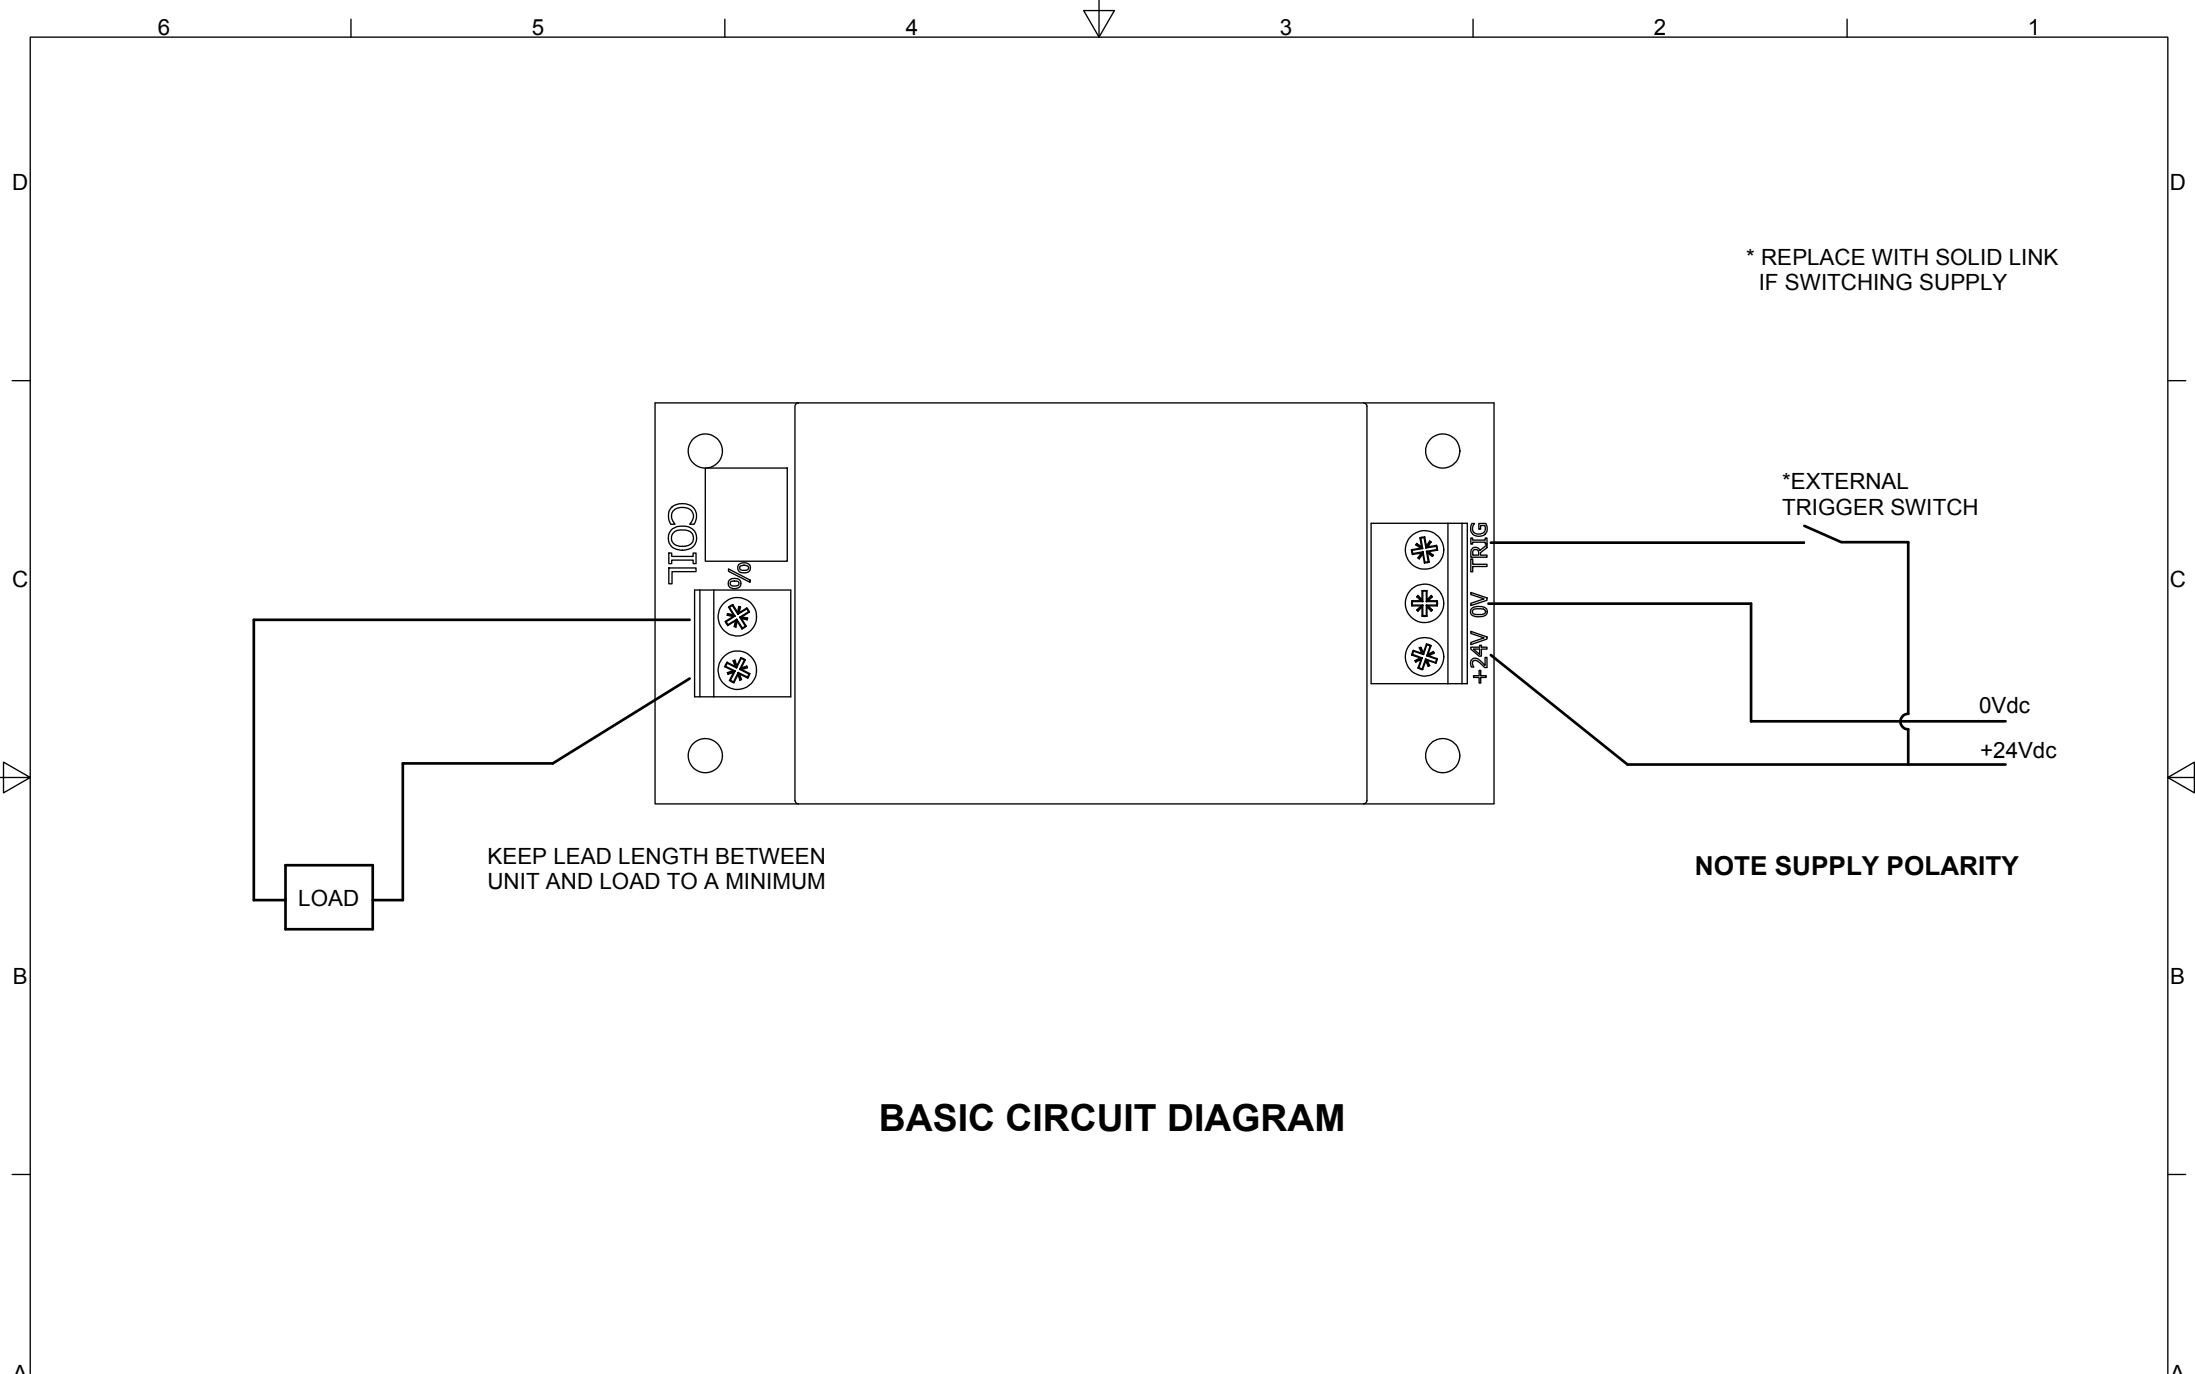 6 5 4 3 2 1
D D
* REPLACE WITH SOLID LINK
IF SWITCHING SUPPLY
*EXTERNAL
TRIGGER SWITCH
COIL
%
TRIG
0V
+24V
C C
0Vdc
+24Vdc
KEEP LEAD LENGTH BETWEEN
UNIT AND LOAD TO A MINIMUM
NOTE SUPPLY POLARITY
LOAD
B B
BASIC CIRCUIT DIAGRAM
A A